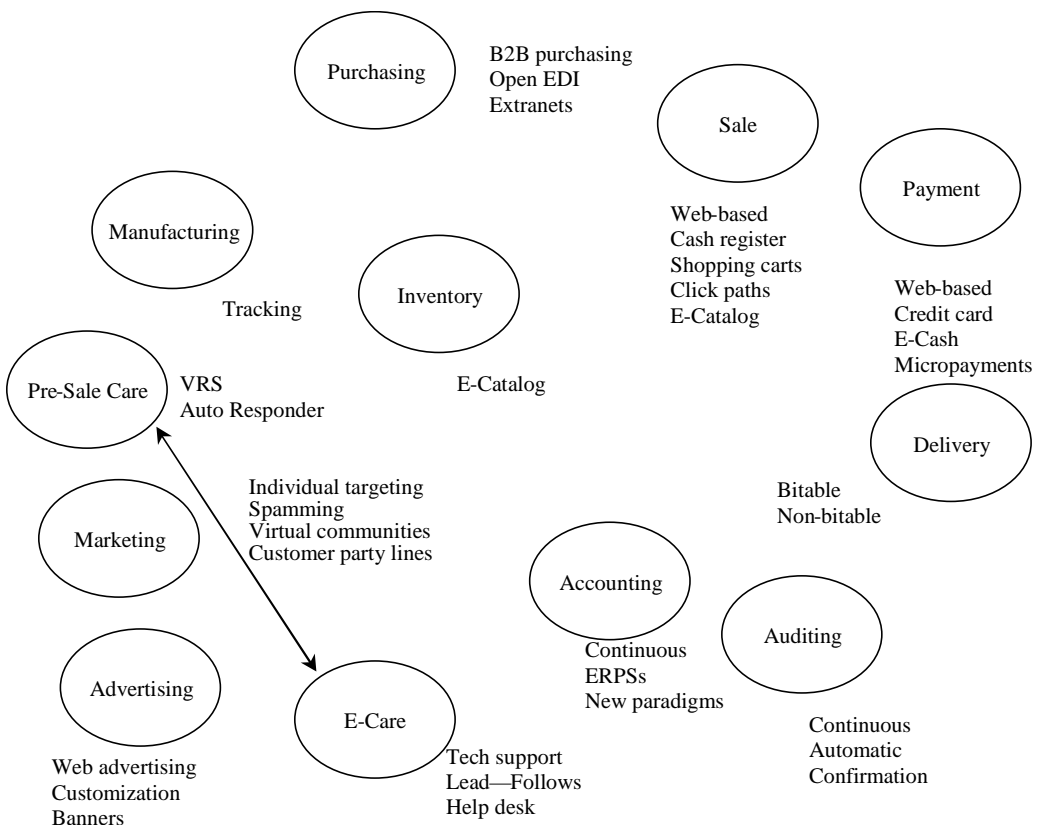 Purchasing
B2B purchasing
Open EDI
Extranets
Sale
Web-based
Cash register
Shopping carts
Click paths
E-Catalog
Payment
Web-based
Credit card
E-Cash
Micropayments
Manufacturing
Tracking
Inventory
E-Catalog
Pre-Sale Care
VRS
Auto Responder
Delivery
Bitable
Non-bitable
Individual targeting
Spamming
Virtual communities
Customer party lines
Marketing
Accounting
Continuous
ERPSs
New paradigms
Auditing
Continuous
Automatic
Confirmation
Advertising
Web advertising
Customization
Banners
E-Care
Tech support
Lead—Follows
Help desk